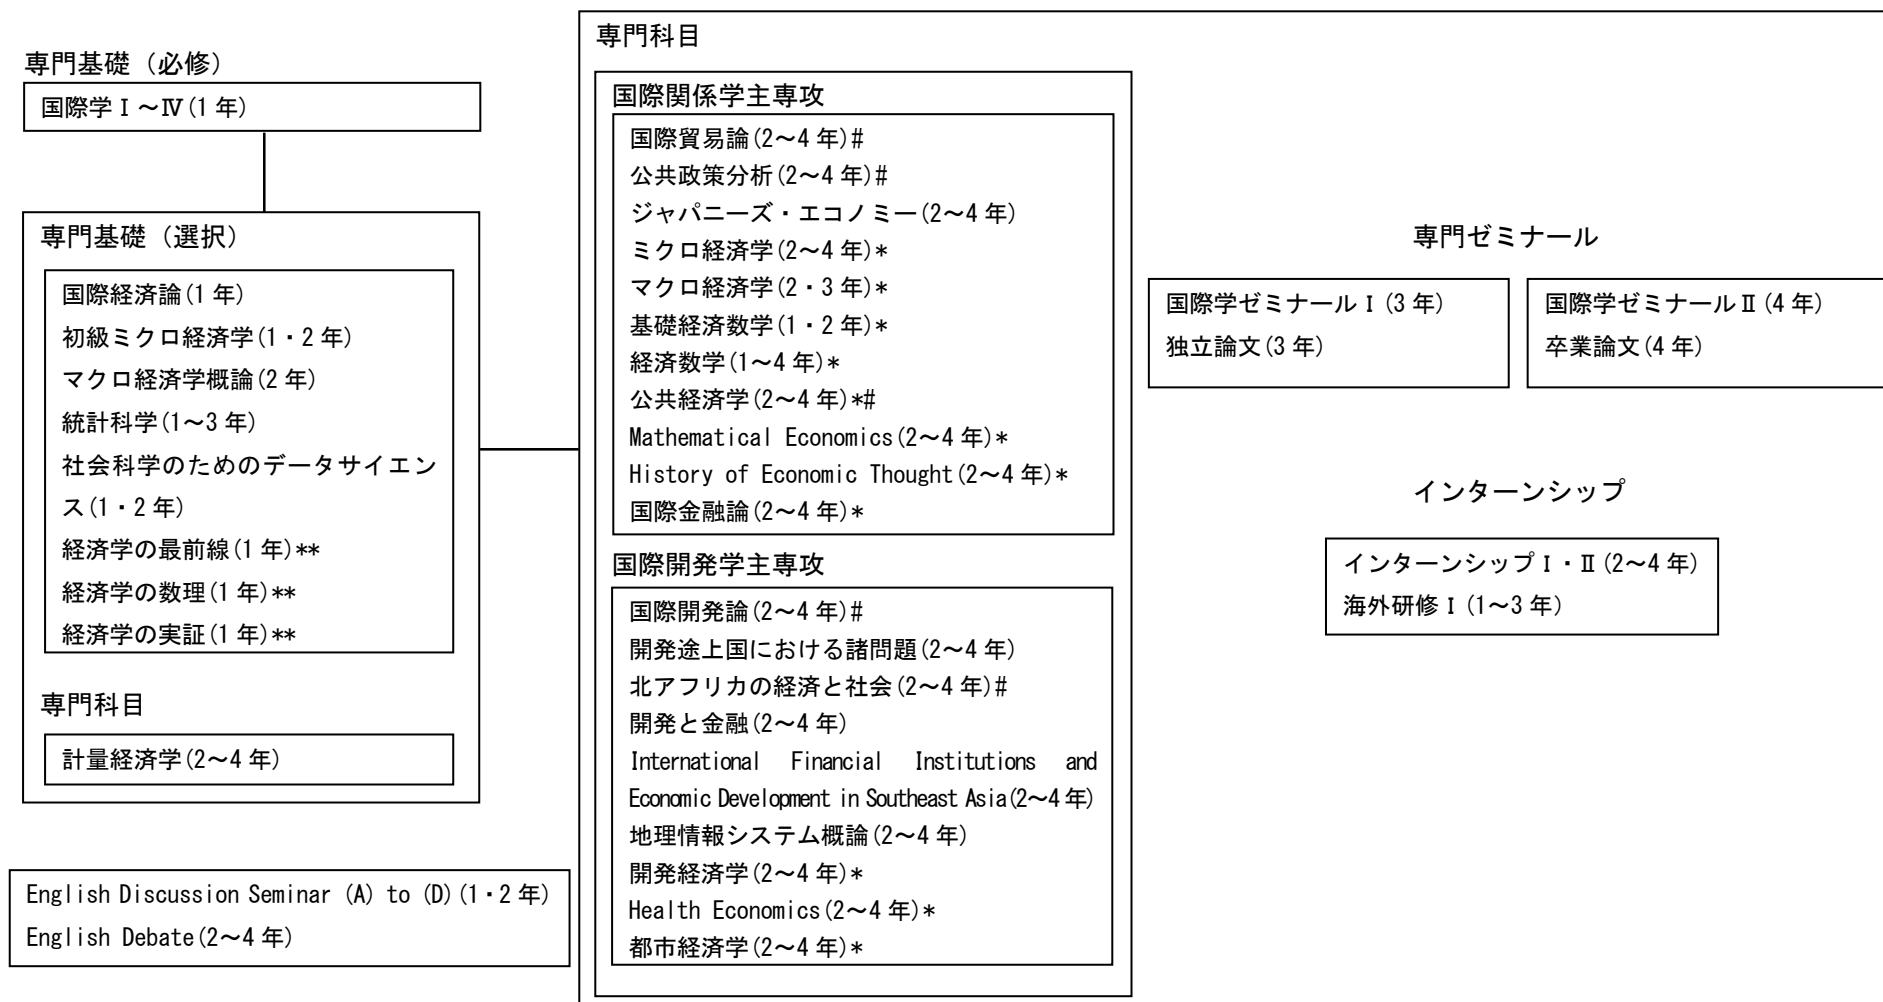 専門基礎（必修）
国際学Ⅰ～Ⅳ(1年)
専門基礎（選択）
国際経済論(1年)
初級ミクロ経済学(1・2年)
マクロ経済学概論(2年)
統計科学(1～3年)
社会科学のためのデータサイエン
ス(1・2年)
経済学の最前線(1年)**
経済学の数理(1年)**
経済学の実証(1年)**
専門科目
計量経済学(2～4年)
English Discussion Seminar (A) to (D)(1・2年)
English Debate(2～4年)
専門科目
国際関係学主専攻
国際貿易論(2～4年)#
公共政策分析(2～4年)#
ジャパニーズ・エコノミー(2～4年)
ミクロ経済学(2～4年)*
マクロ経済学(2・3年)*
基礎経済数学(1・2年)*
経済数学(1～4年)*
公共経済学(2～4年)*#
Mathematical Economics(2～4年)*
History of Economic Thought(2～4年)*
国際金融論(2～4年)*
国際開発学主専攻
国際開発論(2～4年)#
開発途上国における諸問題(2～4年)
北アフリカの経済と社会(2～4年)#
開発と金融(2～4年)
International Financial Institutions and
Economic Development in Southeast Asia(2～4年)
地理情報システム概論(2～4年)
開発経済学(2～4年)*
Health Economics(2～4年)*
都市経済学(2～4年)*
専門ゼミナール
国際学ゼミナールⅠ(3年)
独立論文(3年)
国際学ゼミナールⅡ(4年)
卒業論文(4年)
インターンシップ
インターンシップⅠ・Ⅱ(2～4年)
海外研修Ⅰ(1～3年)